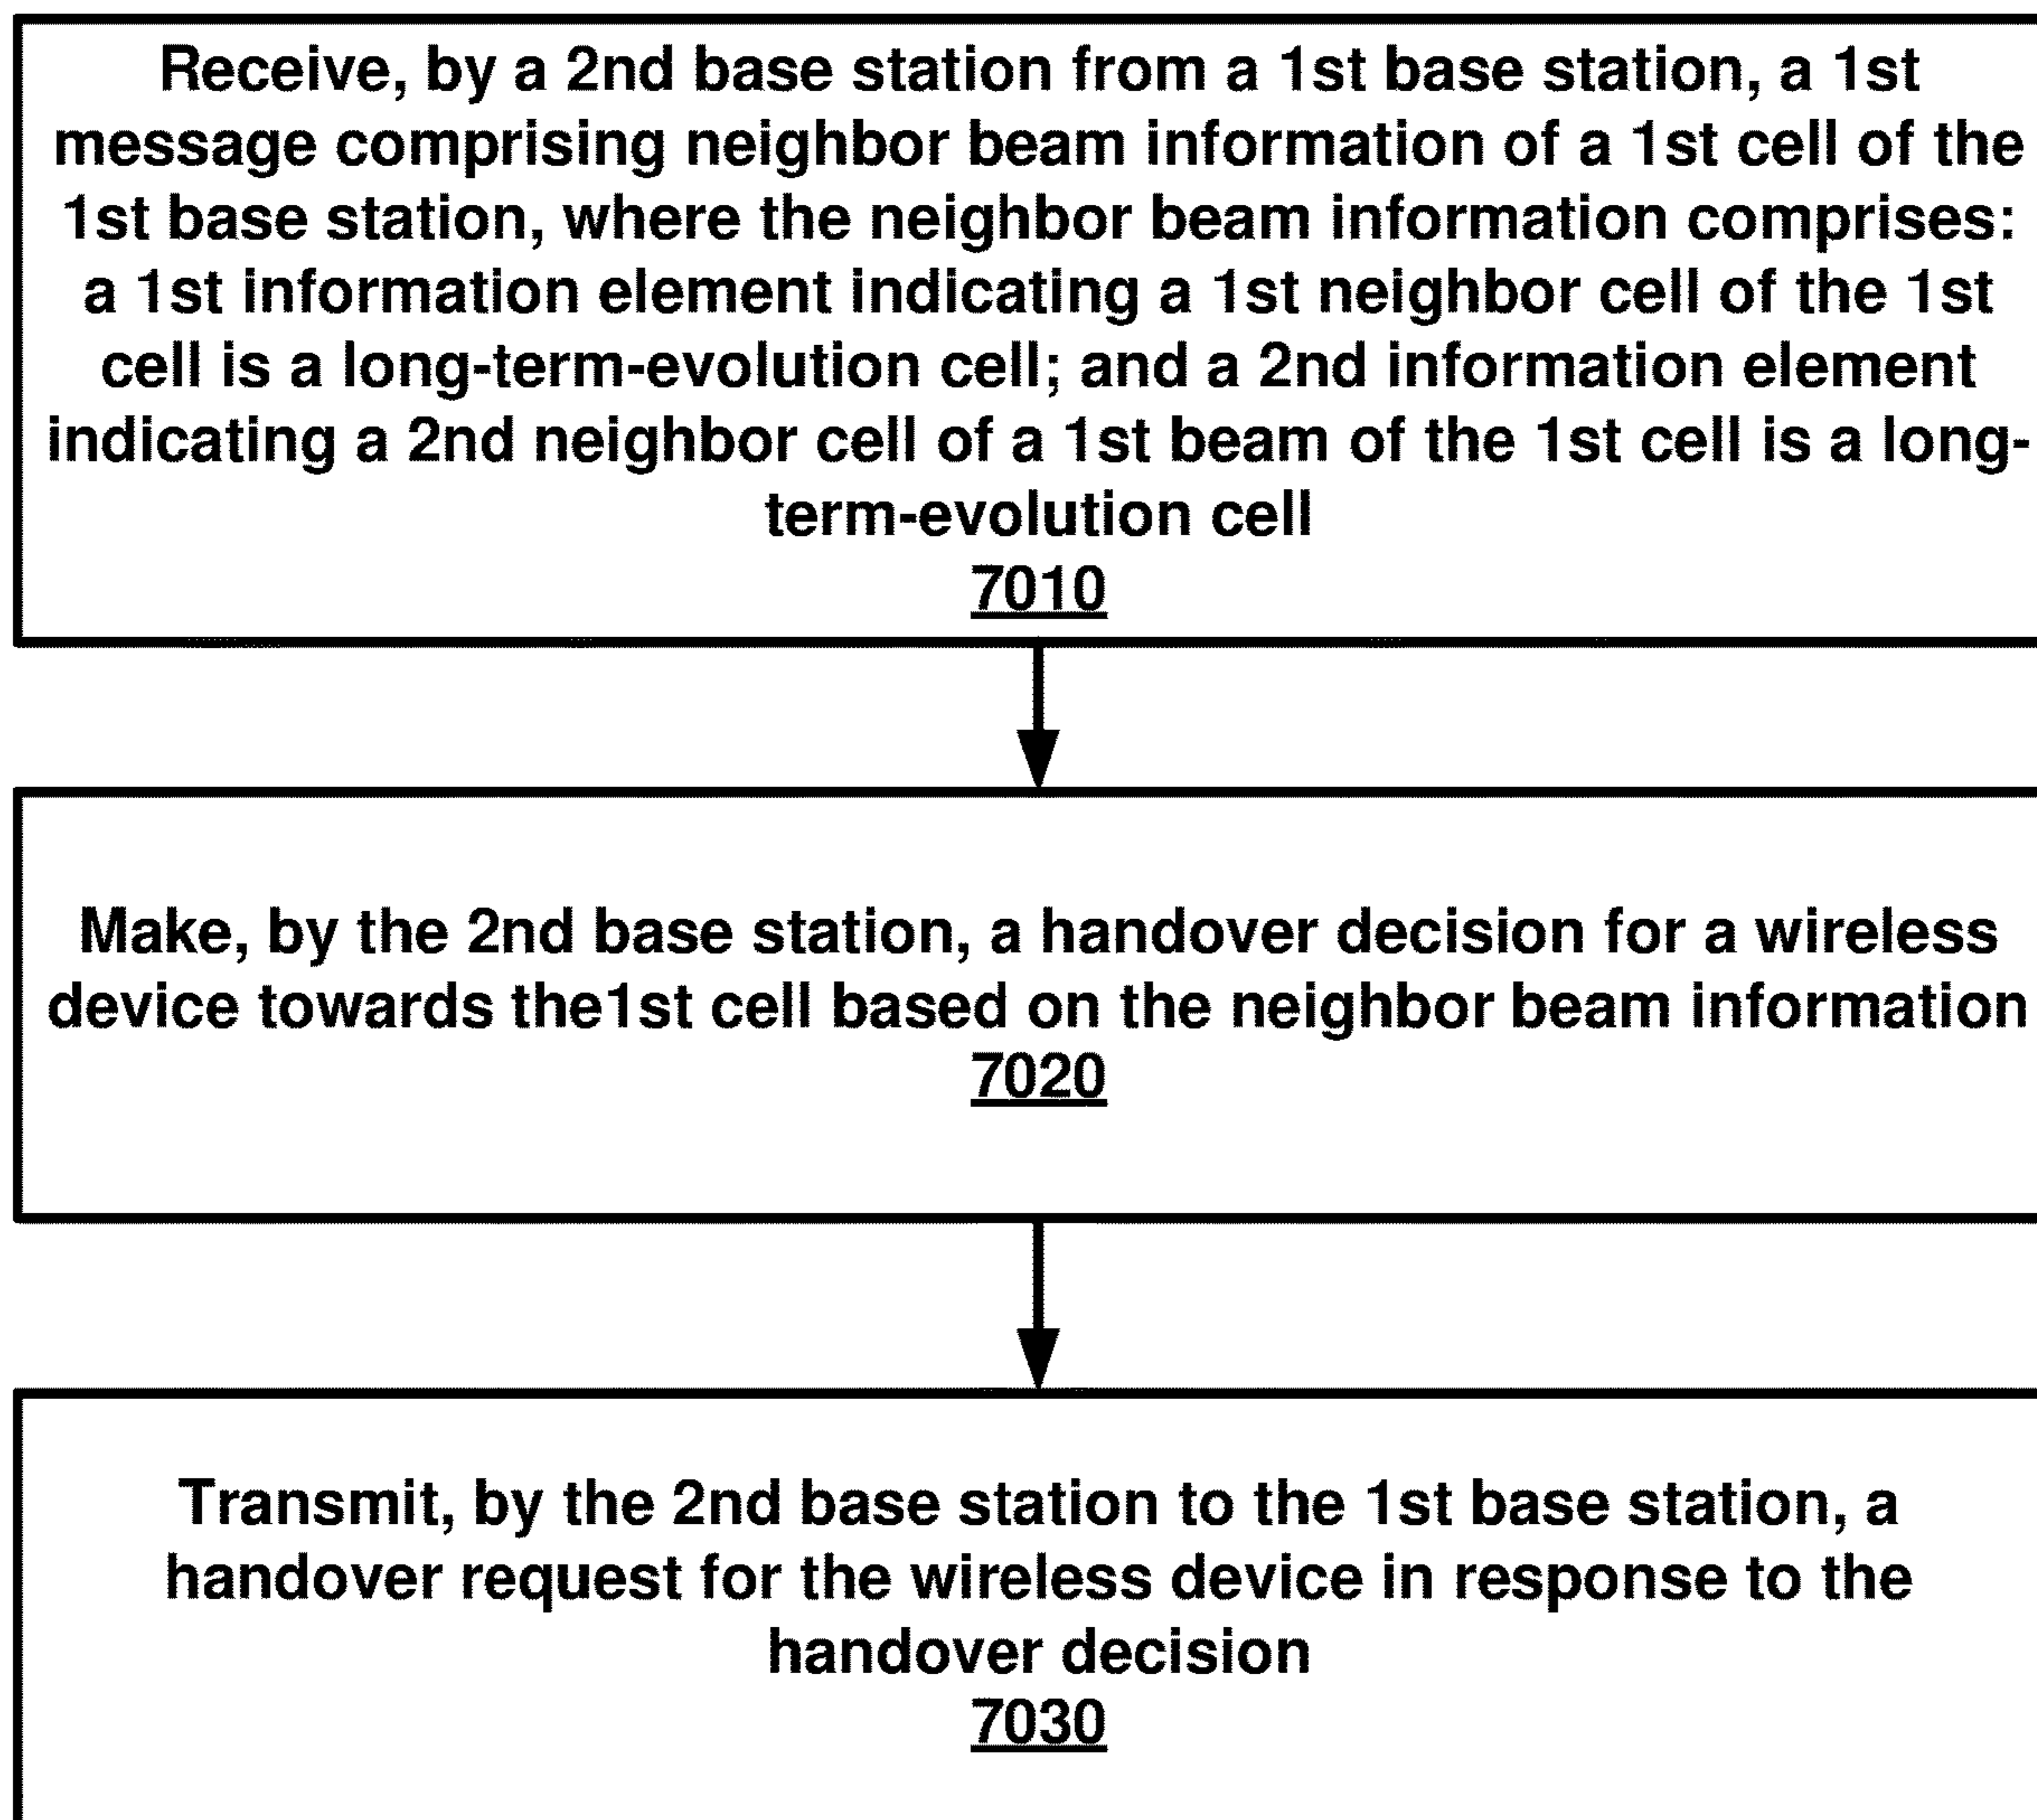 Receive, by a 2nd base station from a 1st base station, a 1st
message comprising neighbor beam information of a 1st cell of the
1st base station, where the neighbor beam information comprises:
a 1st information element indicating a 1st neighbor cell of the 1st
cell is a long-term-evolution cell; and a 2nd information element
indicating a 2nd neighbor cell of a 1st beam of the 1st cell is a long-
term-evolution cell
7010
Make, by the 2nd base station, a handover decision for a wireless
device towards the1st cell based on the neighbor beam information
7020
Transmit, by the 2nd base station to the 1st base station, a
handover request for the wireless device in response to the
handover decision
7030